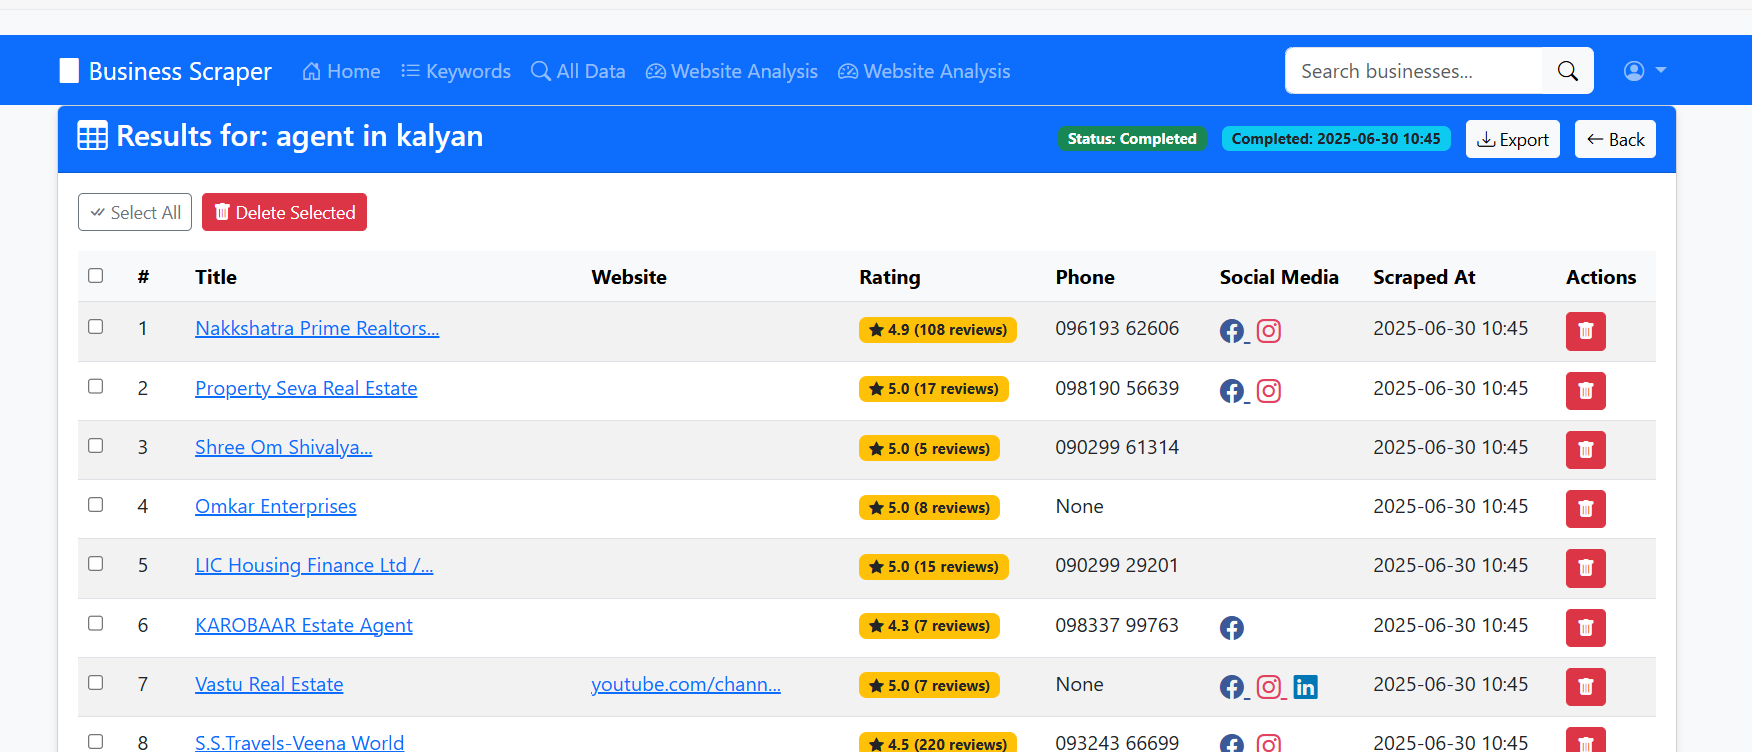 Business Scraper Home Keywords All Data Website Analysis Website Analysis Search businesses...
Results for: agent in kalyan Status: Completed Completed: 2025-06-30 10:45 Export Back
Select All Delete Selected
# Title Website Rating Phone Social Media Scraped At Actions
1 Nakkshatra Prime Realtors... 4.9 (108 reviews) 096193 62606 2025-06-30 10:45
2 Property Seva Real Estate 5.0 (17 reviews) 098190 56639 2025-06-30 10:45
3 Shree Om Shivalya... 5.0 (5 reviews) 090299 61314 2025-06-30 10:45
4 Omkar Enterprises 5.0 (8 reviews) None 2025-06-30 10:45
5 LIC Housing Finance Ltd /... 5.0 (15 reviews) 090299 29201 2025-06-30 10:45
6 KAROBAAR Estate Agent 4.3 (7 reviews) 098337 99763 2025-06-30 10:45
7 Vastu Real Estate youtube.com/chann... 5.0 (7 reviews) None in 2025-06-30 10:45
8 S.S.Travels-Veena World 4.5 (220 reviews) 093243 66699 2025-06-30 10:45